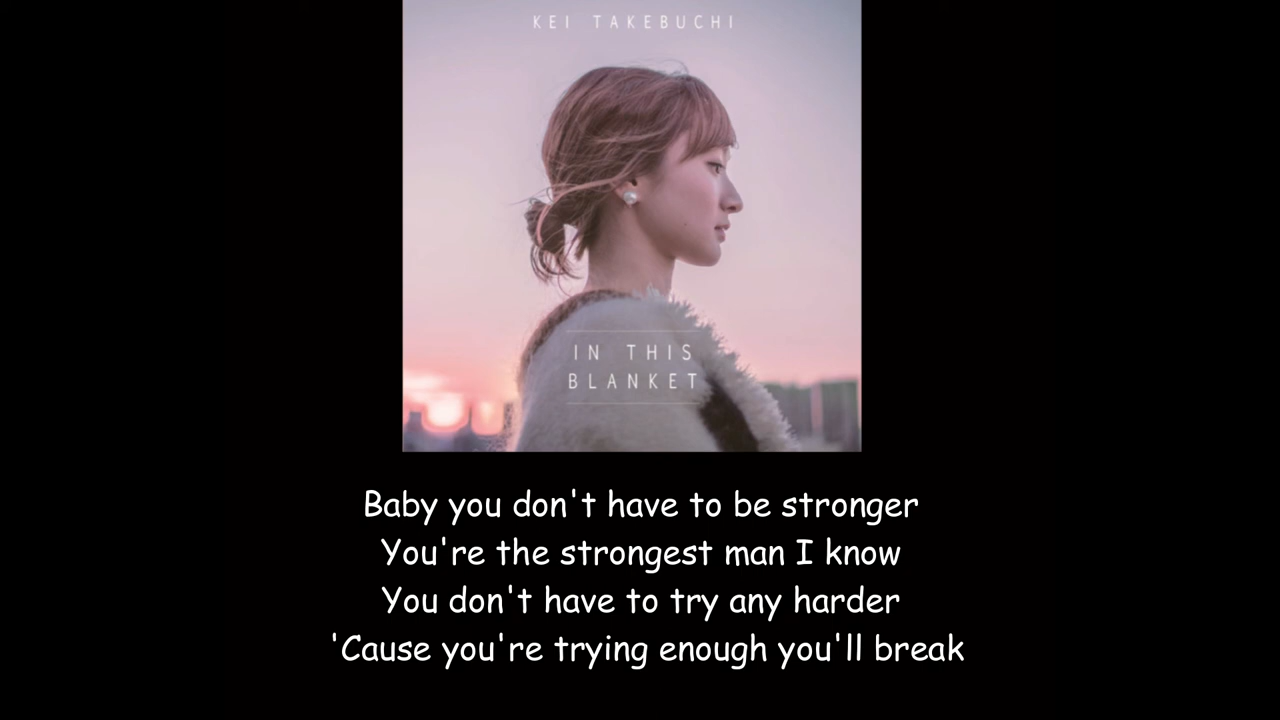 KEI TAKEBUCHI
IN THIS
BLANKET
Baby you don't have to be stronger
You're the strongest man I know
You don't have to try any harder
'Cause you're trying enough you'll break